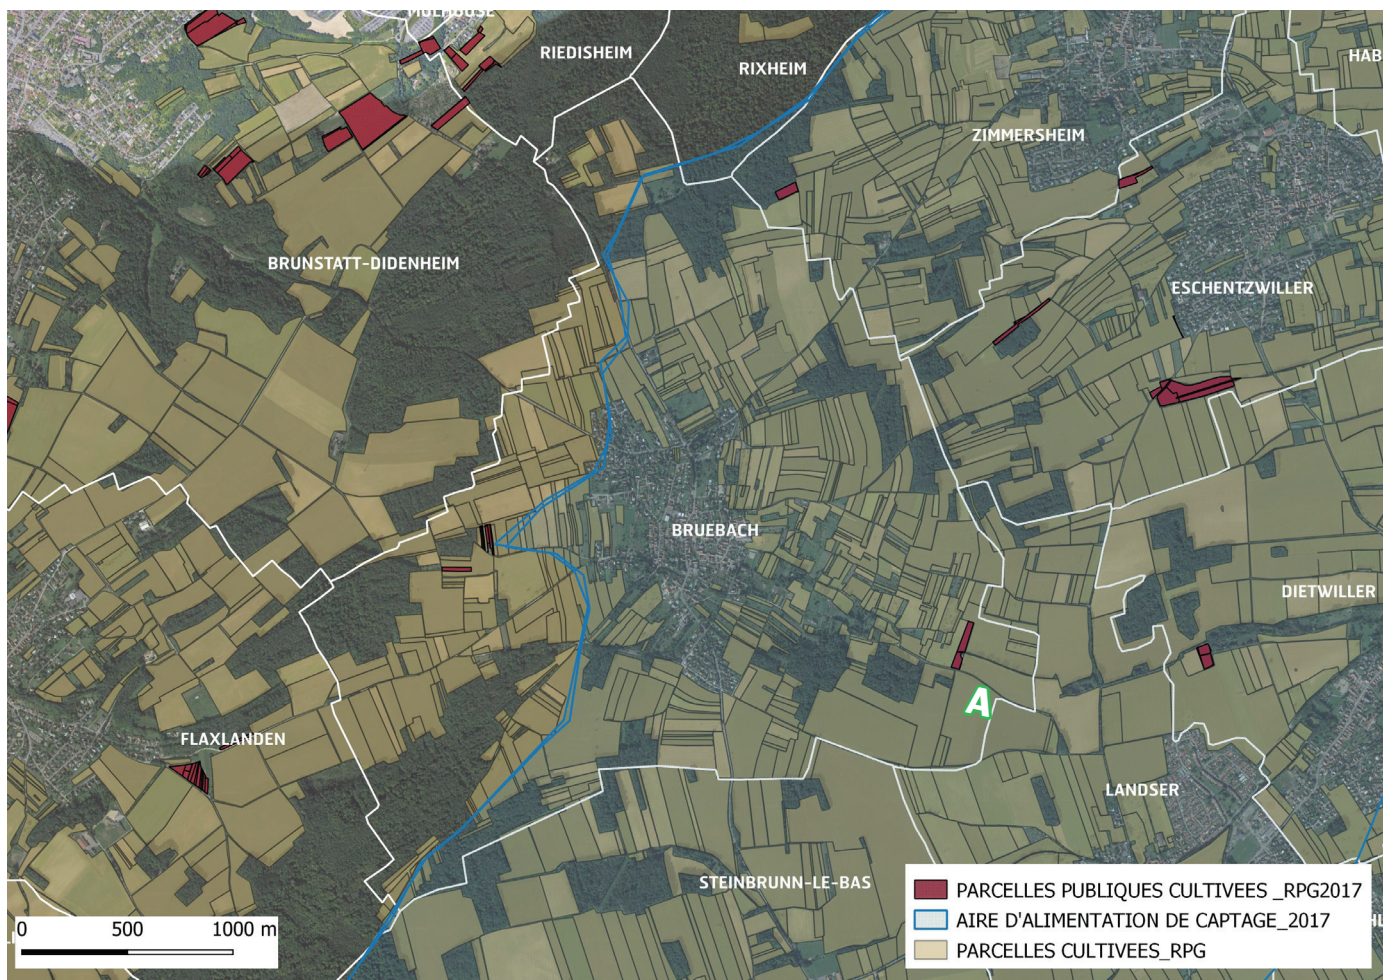 MULHOUSE
RIEDISHEIM
RIXHEIM
HAB
ZIMMERSHEIM
BRUNSTATT-DIDENHEIM
ESCHENTZWILLER
BRUEBACH
DIETWILLER
A
FLAXLANDEN
LANDSER
STEINBRUNN-LE-BAS
PARCELLES PUBLIQUES CULTIVEES _RPG2017
AIRE D'ALIMENTATION DE CAPTAGE_2017
PARCELLES CULTIVEES_RPG
0 500 1000 m